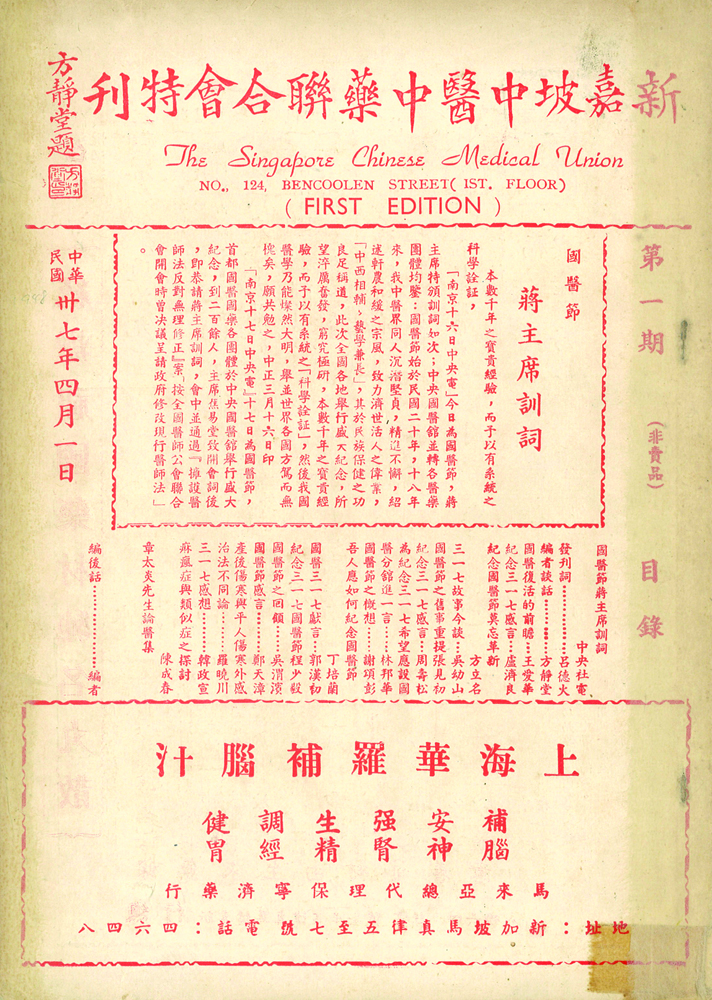 新嘉坡中醫中藥聯合會特刊
方靜堂題
The Singapore Chinese Medical Union
NO., 124, BENCOOLEN STREET( IST. FLOOR)
( FIRST EDITION )
第一期
(非賣品)
目錄
國醫節
蔣主席訓詞
本數千年之寶貴經驗,而予以有系統之
科學詮証,
「南京十六日中央電」今日為國醫節,蔣
主席特頒訓詞如次:中央國醫館並轉各醫藥
團體均鑒:國醫節始於民國二十年,十八年
來,我中醫界同人沉潛堅貞,精進不懈,紹
述軒農和緩之宗風,致力濟世活人之偉業,
「中西相輔、藝學兼長」,其於民族保健之功
良足稱道,此次全國各地舉行盛大紀念,所
望淬厲奮發,窮究極研,本數千年之寶貴經
驗,而予以有系統之「科學詮証」,然後我國
醫學乃能燦然大明,舉並世界各國方駕而無
愧矣,願共勉之,中正三月十六日印
「南京十七日中央電」十七日為國醫節,
首都國醫國藥各團體於中央國醫館舉行盛大
紀念,到二百餘人,主席焦易堂致開會詞後
,即恭請蔣主席訓詞,會中並通過「擁護醫
師法反對無理修正」案,按全國醫師公會聯合
會開會時曾決議呈請政府修改現行醫師法」
。
中華民國卅七年四月一日
國醫節蔣主席訓詞
中央社電
發刊詞…………呂德火
編者談話………方靜堂
國醫復活的前瞻…王愛華
紀念三一七感言…盧濟良
紀念國醫節莫忘革新
方立名
三一七故事今談…吳幼山
國醫節之舊事重提張見初
紀念三一七感言…周壽松
為紀念三一七希望應設國
醫分館進一言……林邦華
國醫節之慨想……謝瑣彭
吾人應如何紀念國醫節
丁培蘭
國醫三一七獻言…郭漢初
紀念三一七國醫節程少毅
國醫節之回顧……吳渭淡
國醫節感言………鄭天漳
產後傷寒與平人傷寒外感
治法不同論………羅曉川
三一七感想………韓政宣
麻瘋症與類似症之探討
陳成春
章太炎先生論醫集
編後話…………編者
上海華羅補腦汁
補腦
安神
强腎
生精
調經
健胃
馬來亞總代理保寧濟藥行
地址:新加坡馬真律五至七號 電話:四六四八